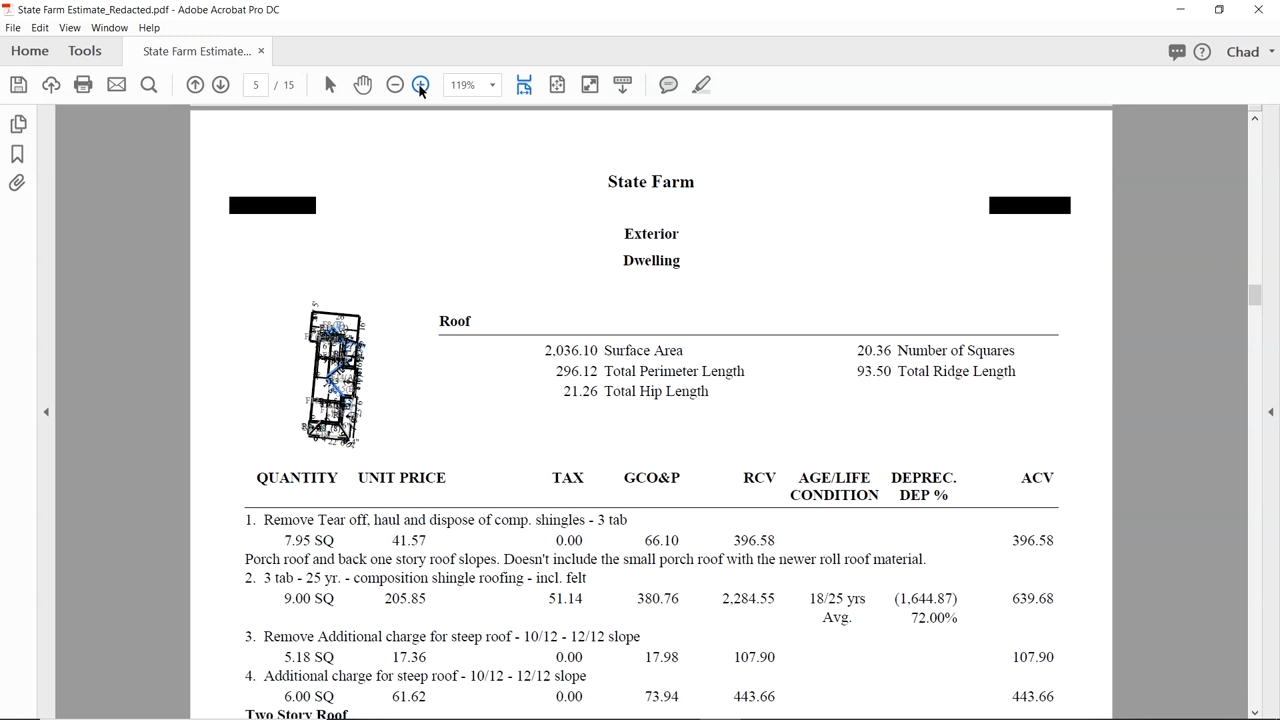 State Farm Estimate_Redacted.pdf - Adobe Acrobat Pro DC
File Edit View Window Help
Home Tools State Farm Estimate... × Chad
5 / 15 119%
State Farm
Exterior
Dwelling
Roof
2,036.10 Surface Area 20.36 Number of Squares
296.12 Total Perimeter Length 93.50 Total Ridge Length
21.26 Total Hip Length
QUANTITY UNIT PRICE TAX GCO&P RCV AGE/LIFE DEPREC. ACV
CONDITION DEP %
1. Remove Tear off, haul and dispose of comp. shingles - 3 tab
7.95 SQ 41.57 0.00 66.10 396.58 396.58
Porch roof and back one story roof slopes. Doesn't include the small porch roof with the newer roll roof material.
2. 3 tab - 25 yr. - composition shingle roofing - incl. felt
9.00 SQ 205.85 51.14 380.76 2,284.55 18/25 yrs (1,644.87) 639.68
Avg. 72.00%
3. Remove Additional charge for steep roof - 10/12 - 12/12 slope
5.18 SQ 17.36 0.00 17.98 107.90 107.90
4. Additional charge for steep roof - 10/12 - 12/12 slope
6.00 SQ 61.62 0.00 73.94 443.66 443.66
Two Story Roof